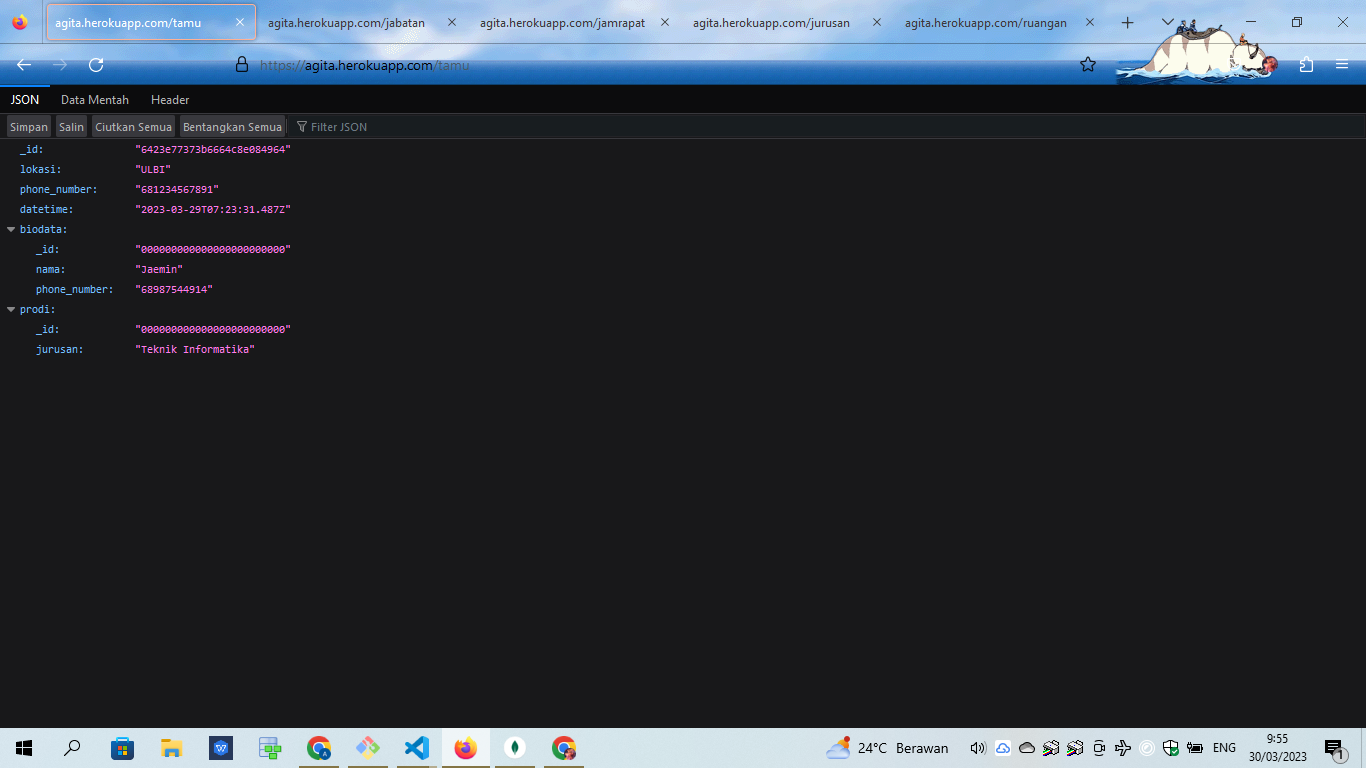 agita.herokuapp.com/tamu agita.herokuapp.com/jabatan agita.herokuapp.com/jamrapat agita.herokuapp.com/jurusan agita.herokuapp.com/ruangan
https://agita.herokuapp.com/tamu
JSON Data Mentah Header
Simpan Salin Ciutkan Semua Bentangkan Semua Filter JSON
_id: "6423e77373b6664c8e084964"
lokasi: "ULBI"
phone_number: "681234567891"
datetime: "2023-03-29T07:23:31.487Z"
biodata:
_id: "000000000000000000000000"
nama: "Jaemin"
phone_number: "68987544914"
prodi:
_id: "000000000000000000000000"
jurusan: "Teknik Informatika"
24°C Berawan ENG 9:55
30/03/2023 1